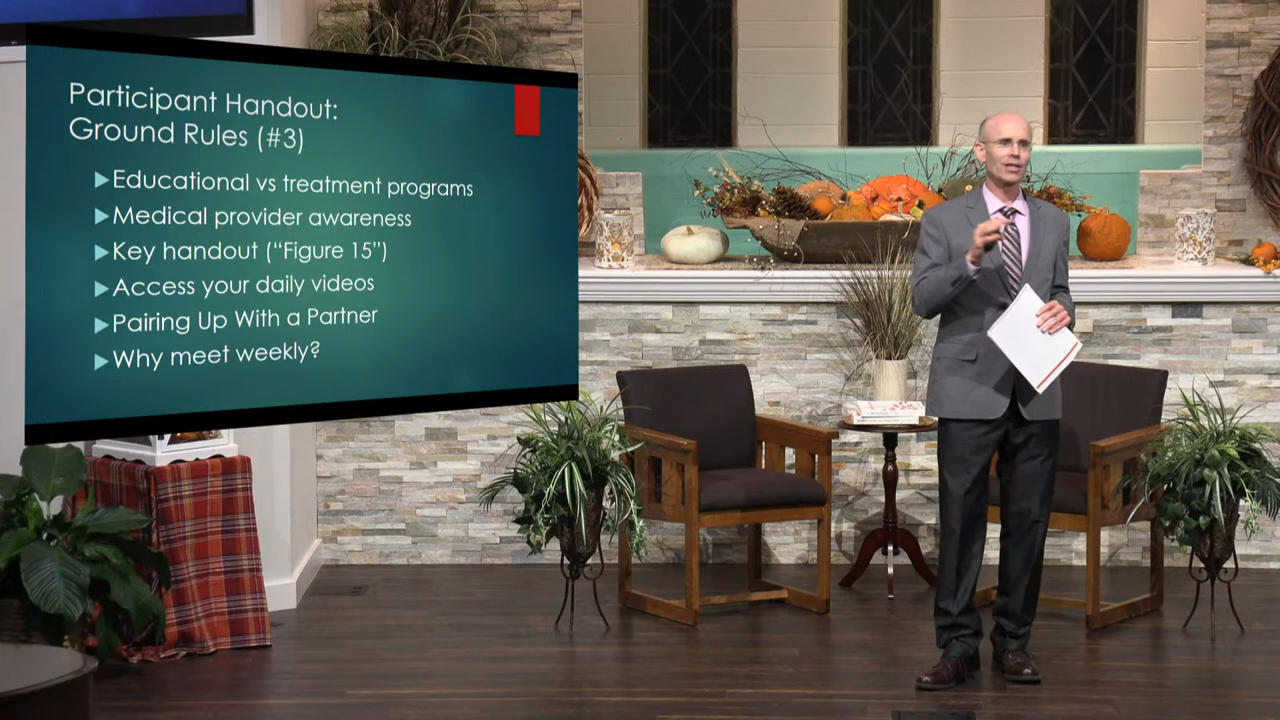 Participant Handout:
Ground Rules (#3)
Educational vs treatment programs
Medical provider awareness
Key handout (“Figure 15”)
Access your daily videos
Pairing Up With a Partner
Why meet weekly?